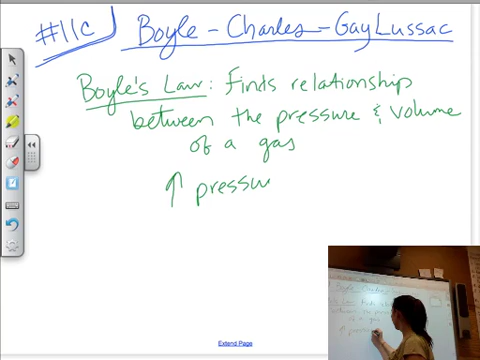 #11c Boyle - Charles - Gay Lussac
Boyle's Law: Finds relationship
between the pressure & volume
of a gas
↑ pressu
Extend Page